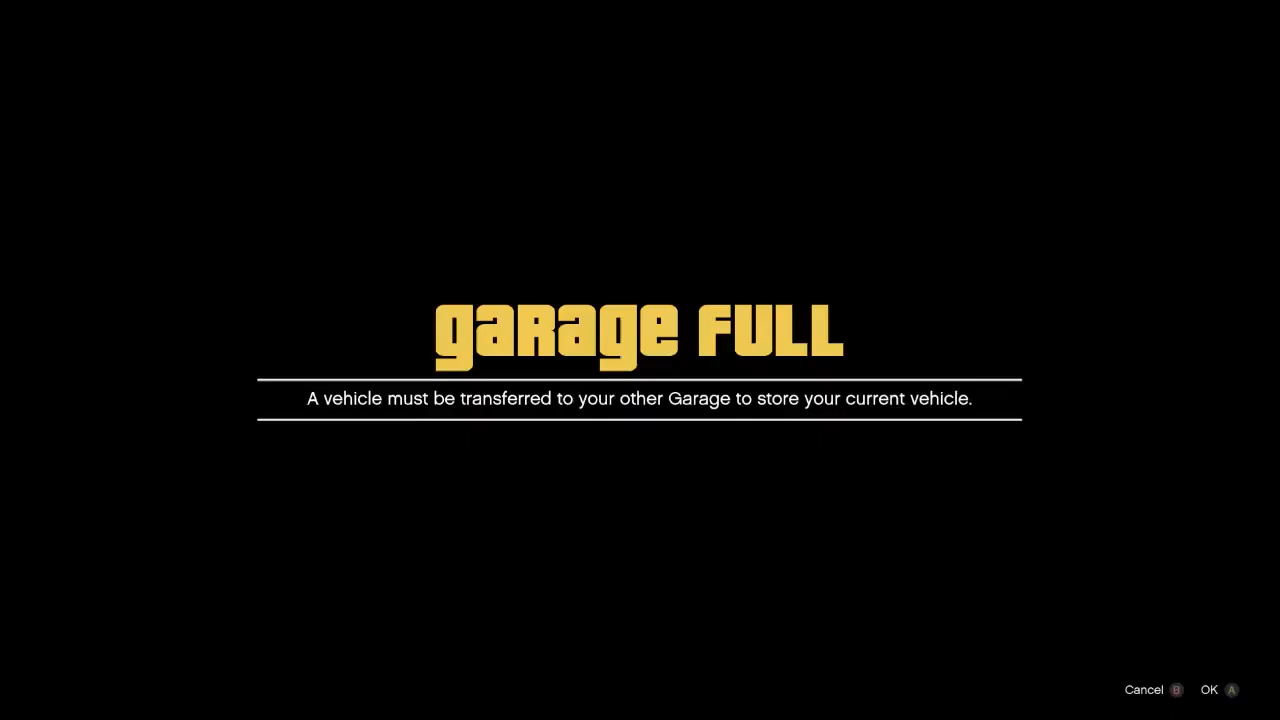 garage FULL
A vehicle must be transferred to your other Garage to store your current vehicle.
Cancel B OK A